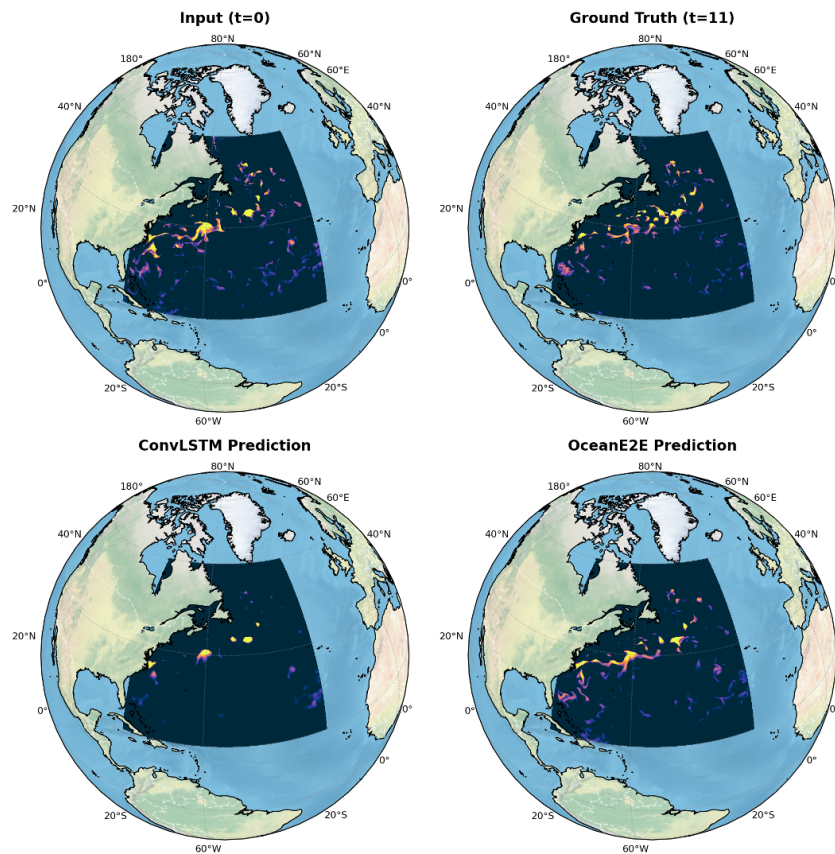 Input (t=0)
Ground Truth (t=11)
80°N
180°
60°N
60°E
40°N
40°N
20°N
0°
0°
0°
20°S
20°S
60°W
80°N
180°
60°N
60°E
40°N
40°N
20°N
0°
0°
0°
20°S
20°S
60°W
ConvLSTM Prediction
OceanE2E Prediction
80°N
180°
60°N
60°E
40°N
40°N
20°N
0°
0°
0°
20°S
20°S
60°W
80°N
180°
60°N
60°E
40°N
40°N
20°N
0°
0°
0°
20°S
20°S
60°W